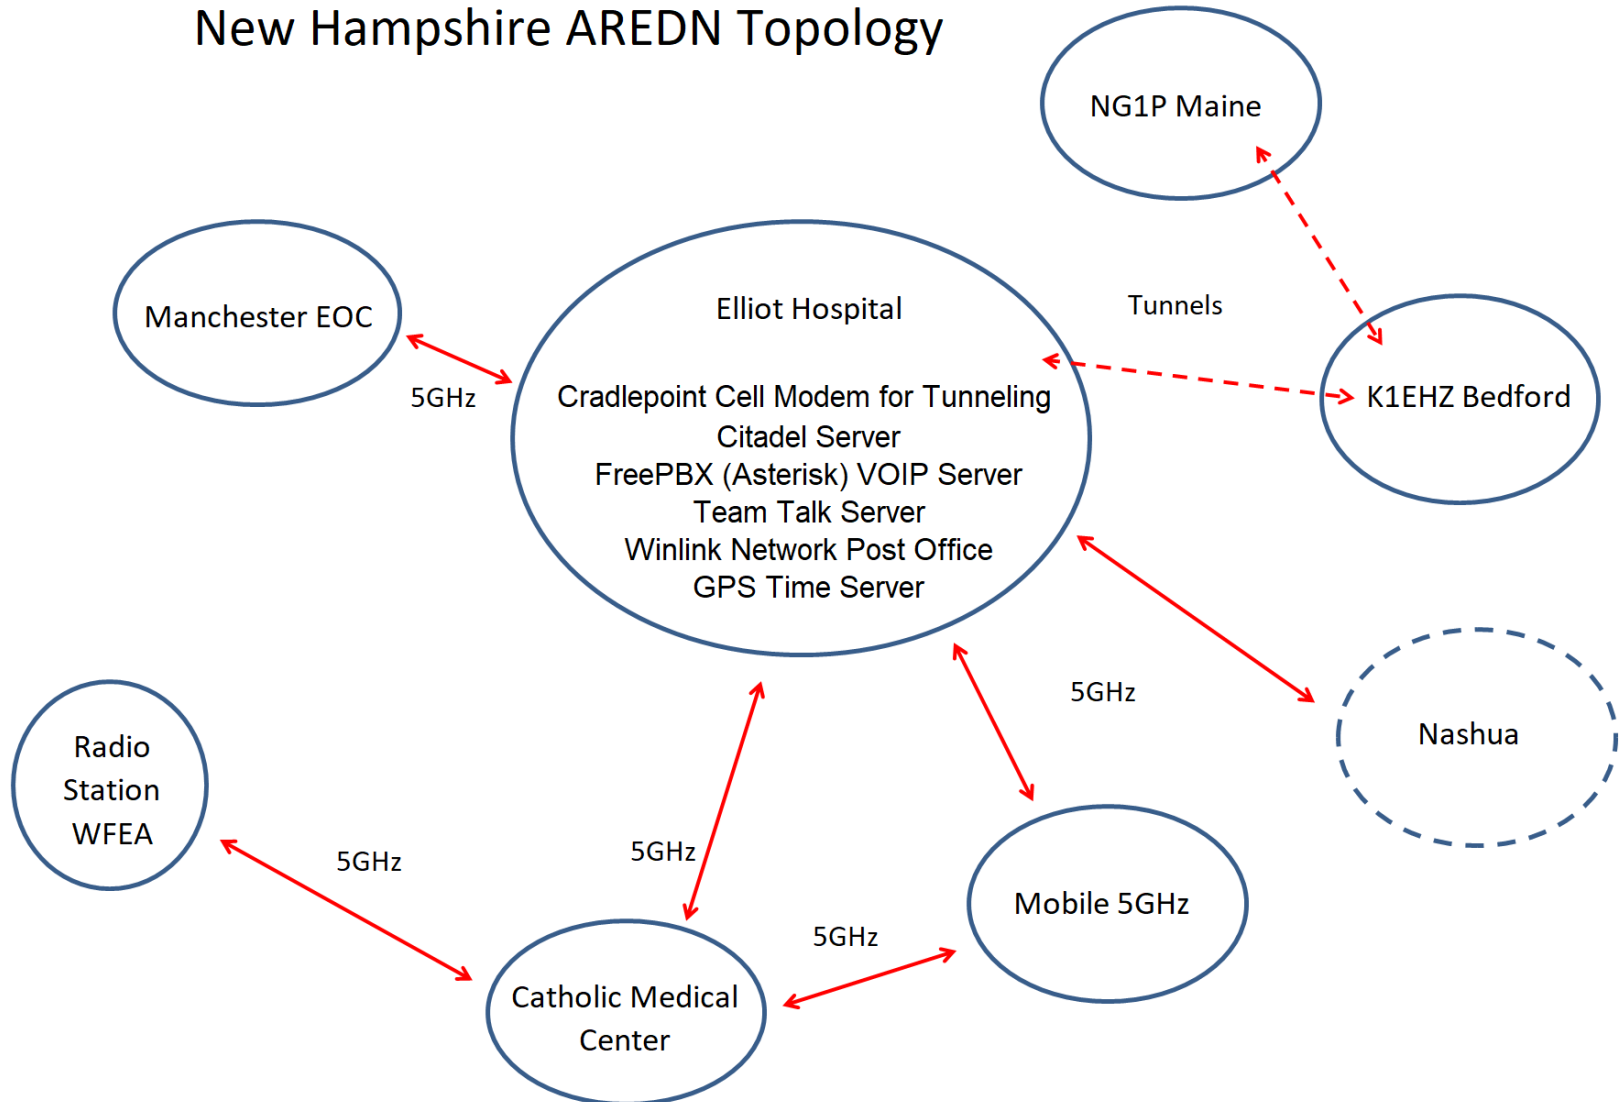 New Hampshire AREDN Topology
NG1P Maine
Manchester EOC
5GHz
Elliot Hospital
Cradlepoint Cell Modem for Tunneling
Citadel Server
FreePBX (Asterisk) VOIP Server
Team Talk Server
Winlink Network Post Office
GPS Time Server
Tunnels
K1EHZ Bedford
5GHz
Nashua
Radio
Station
WFEA
5GHz
5GHz
Mobile 5GHz
5GHz
Catholic Medical
Center